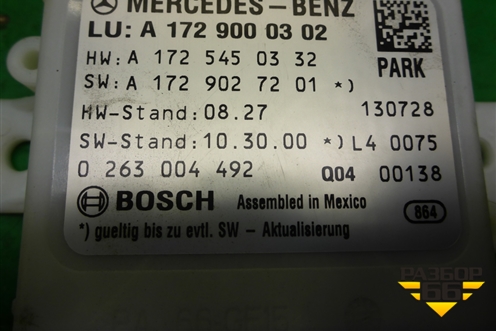 MERCEDES-BENZ
LU: A 172 900 03 02
HW: A 172 545 03 32
PARK
SW: A 172 902 72 01 *)
HW-Stand: 08.27 130728
SW-Stand: 10.30.00 *) L4 0075
0 263 004 492 Q04 00138
BOSCH Assembled in Mexico 864
*) gueltig bis zu evtl. SW - Aktualisierung
РАЗБОР
66